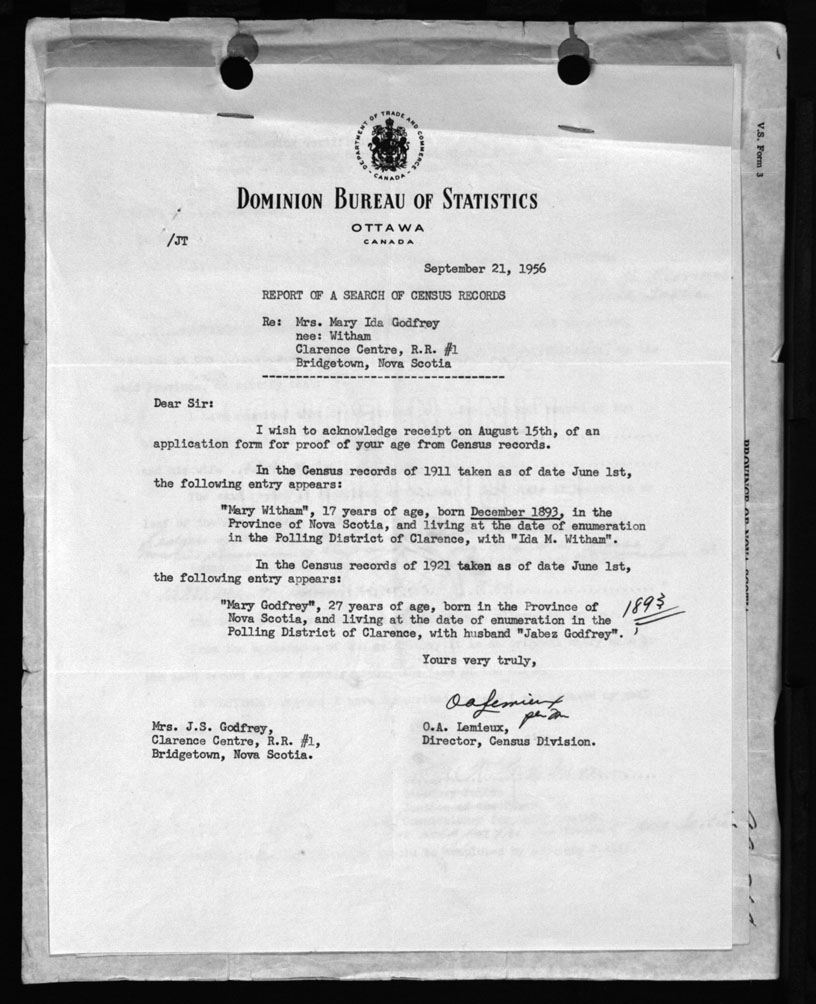 DEPARTMENT OF TRADE AND COMMERCE
- CANADA -
DOMINION BUREAU OF STATISTICS
OTTAWA
CANADA
/JT
V.S. Form 3
September 21, 1956
REPORT OF A SEARCH OF CENSUS RECORDS
Re: Mrs. Mary Ida Godfrey
nee: Witham
Clarence Centre, R.R. #1
Bridgetown, Nova Scotia
Dear Sir:
I wish to acknowledge receipt on August 15th, of an
application form for proof of your age from Census records.
In the Census records of 1911 taken as of date June 1st,
the following entry appears:
"Mary Witham", 17 years of age, born December 1893, in the
Province of Nova Scotia, and living at the date of enumeration
in the Polling District of Clarence, with "Ida M. Witham".
In the Census records of 1921 taken as of date June 1st,
the following entry appears:
"Mary Godfrey", 27 years of age, born in the Province of
Nova Scotia, and living at the date of enumeration in the
Polling District of Clarence, with husband "Jabez Godfrey".
1893
Yours very truly,
OALemieux
per
O.A. Lemieux,
Director, Census Division.
Mrs. J.S. Godfrey,
Clarence Centre, R.R. #1,
Bridgetown, Nova Scotia.